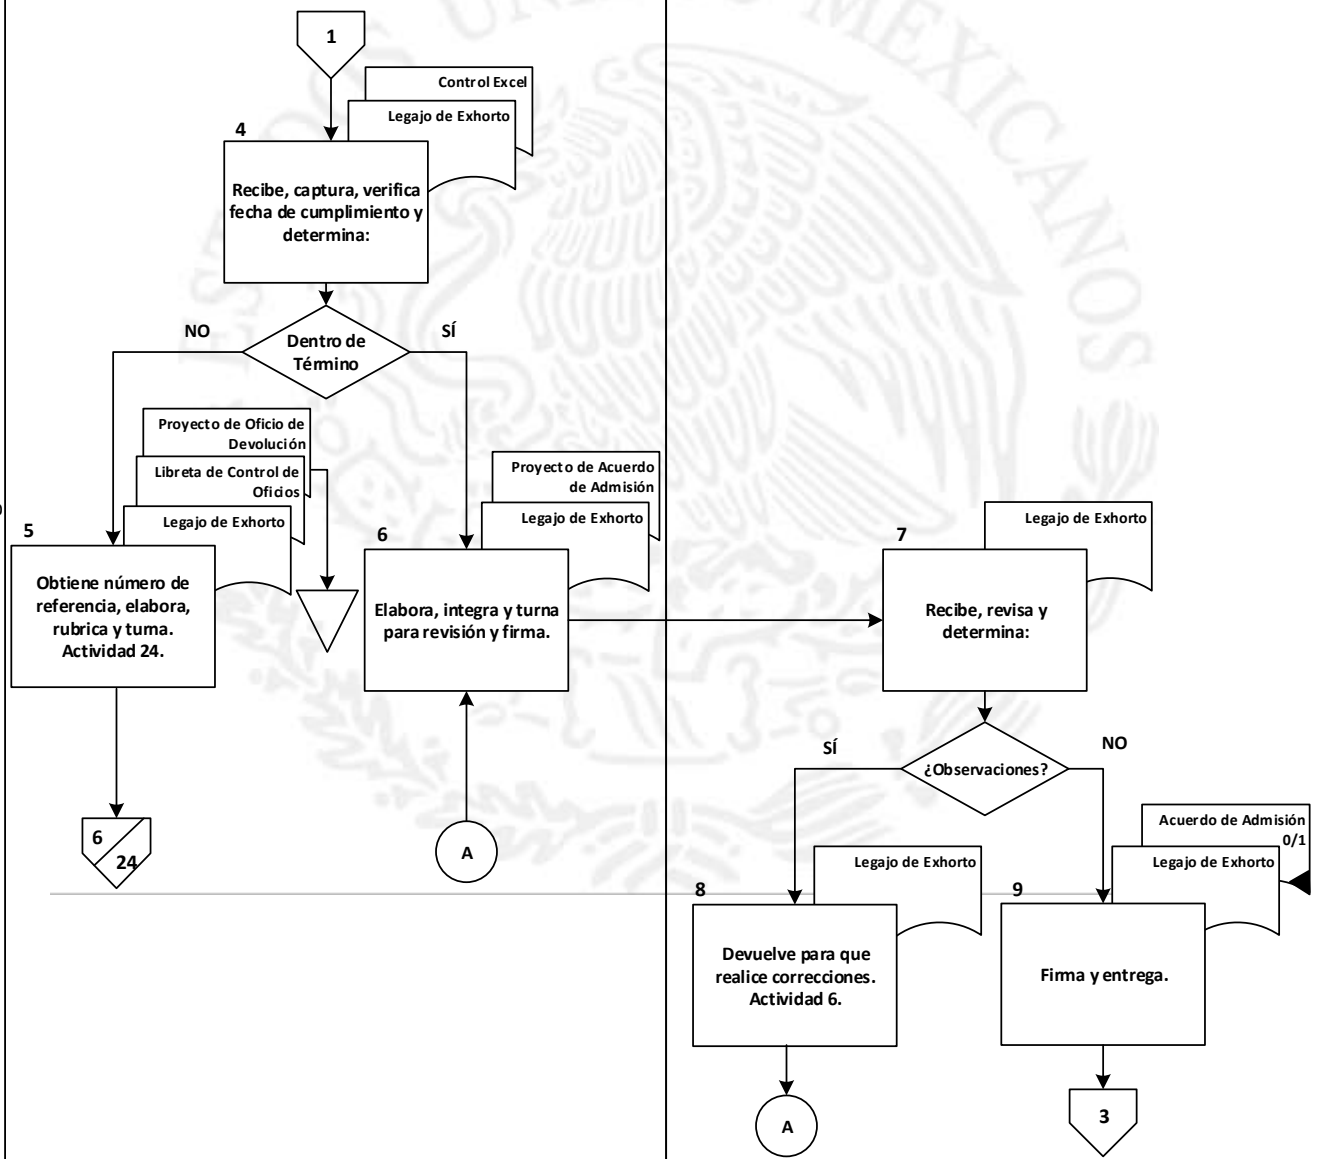 ESTADOS UNIDOS MEXICANOS
1
Control Excel
Legajo de Exhorto
4
Recibe, captura, verifica
fecha de cumplimiento y
determina:
NO
SÍ
Dentro de
Término
Proyecto de Oficio de
Devolución
Libreta de Control de
Oficios
Legajo de Exhorto
5
Obtiene número de
referencia, elabora,
rubrica y turna.
Actividad 24.
6
24
Proyecto de Acuerdo
de Admisión
Legajo de Exhorto
6
Elabora, integra y turna
para revisión y firma.
A
Legajo de Exhorto
7
Recibe, revisa y
determina:
SÍ
NO
¿Observaciones?
Legajo de Exhorto
8
Devuelve para que
realice correcciones.
Actividad 6.
A
Acuerdo de Admisión
0/1
Legajo de Exhorto
9
Firma y entrega.
3